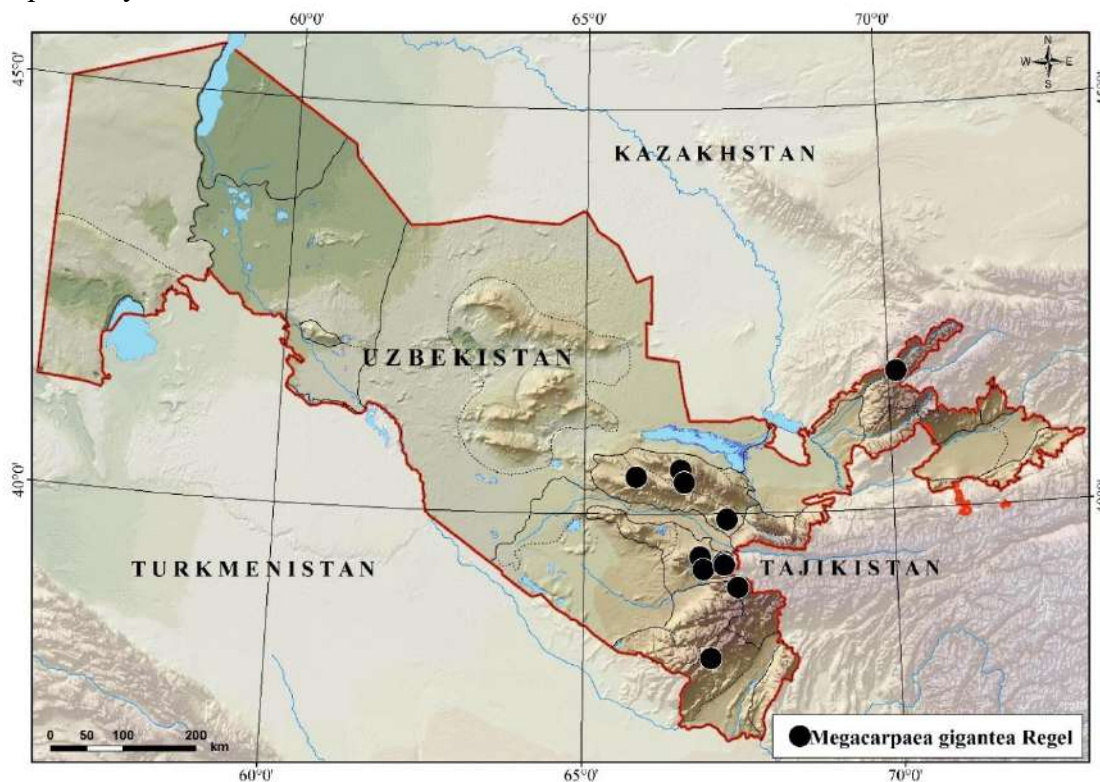 60°0'
65°0'
70°0'
45°0'
N
W E
S
KAZAKHSTAN
UZBEKISTAN
40°0'
TURKMENISTAN
TAJIKISTAN
0 50 100 200
km
Megacarpaea gigantea Regel
60°0'
65°0'
70°0'